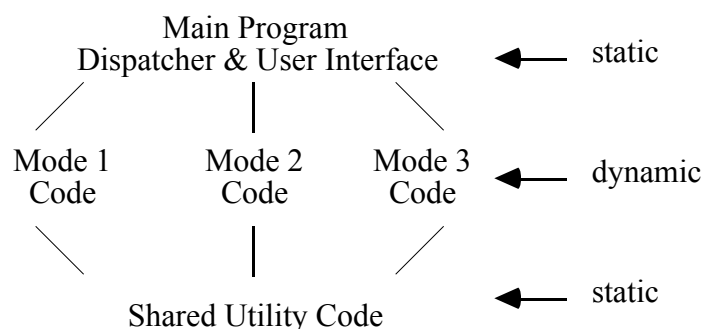 Main Program
Dispatcher & User Interface
static
Mode 1
Code
Mode 2
Code
Mode 3
Code
dynamic
Shared Utility Code
static